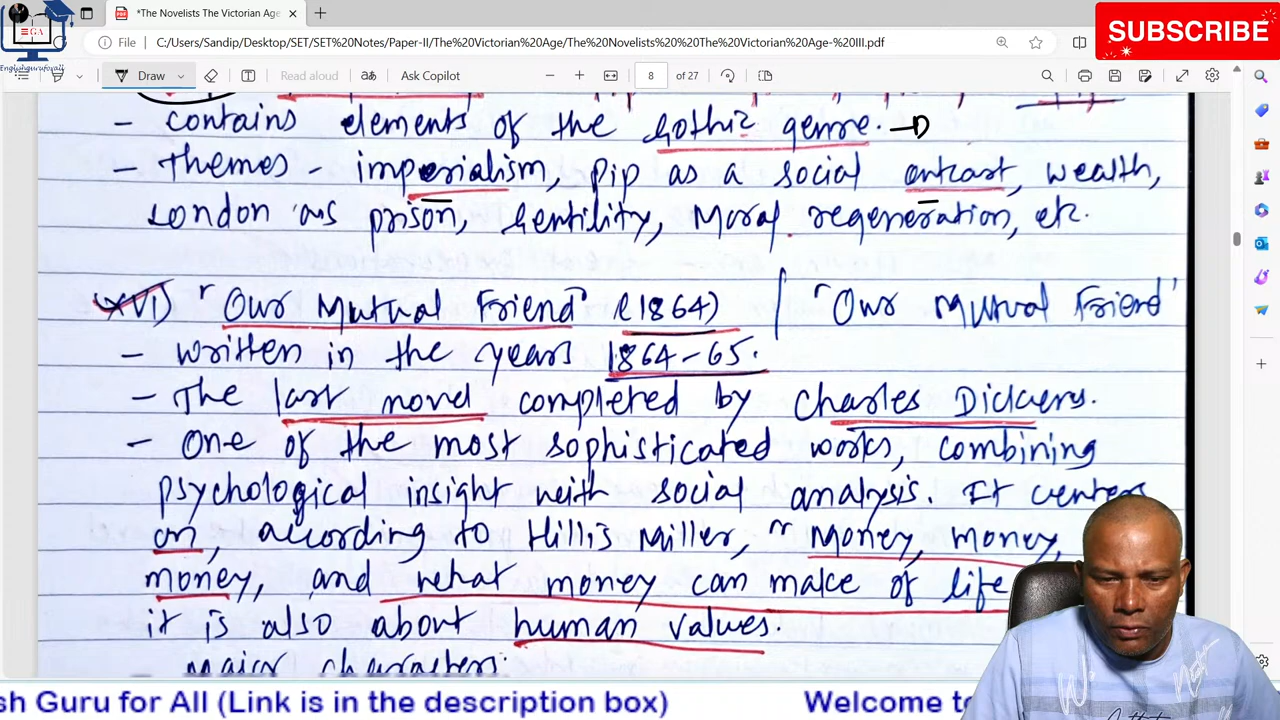 *The Novelists The Victorian Age
SUBSCRIBE
EGA
Englishguruforall
File
C:/Users/Sandip/Desktop/SET/SET%20Notes/Paper-II/The%20Victorian%20Age/The%20Novelists%20%20The%20Victorian%20Age-%20III.pdf
Draw
Read aloud
Ask Copilot
8 of 27
- contains elements of the Gothic genre.
- Themes - imperialism, Pip as a social outcast, wealth,
London as prison, Gentility, Moral regeneration, etc.
XVI) "Our Mutual Friend" (1864) / "Our Mutual Friend"
- written in the years 1864-65.
- The last novel completed by Charles Dickens.
- One of the most sophisticated works, combining
psychological insight with social analysis. It centers
on, according to Hillis Miller, "Money, money,
money, and what money can make of life
it is also about human values.
- major characters:
sh Guru for All (Link is in the description box) Welcome to